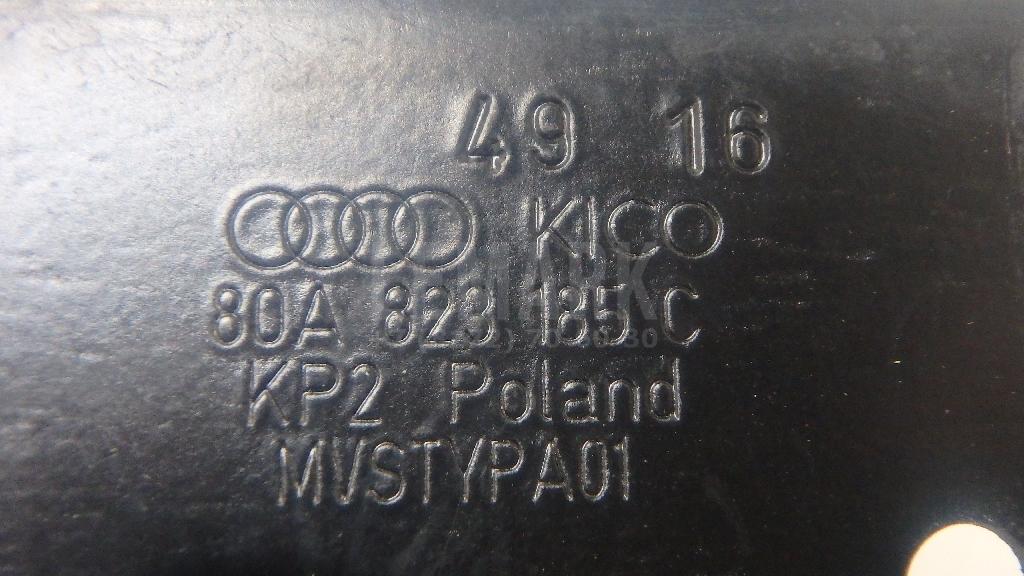 49 16
KICO
80A 823 185 C
KP2 Poland
MVSTYPA01